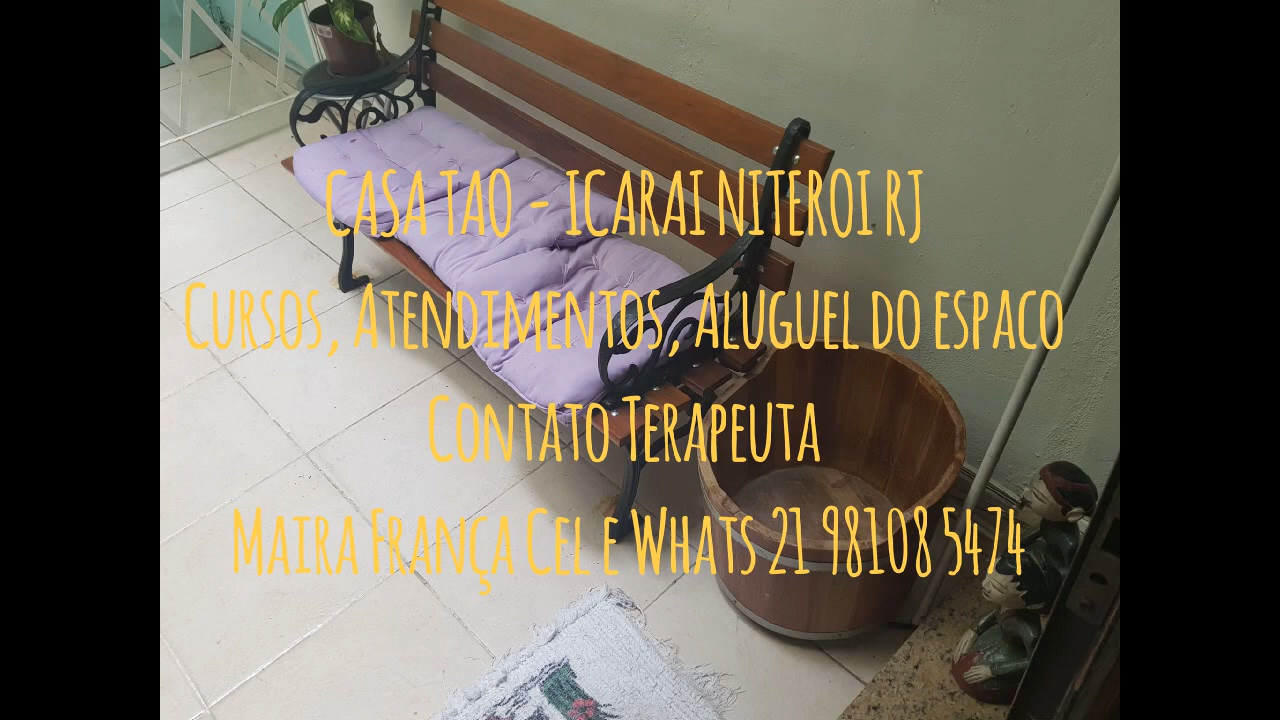 CASA TAO - ICARAI NITEROI RJ
Cursos, Atendimentos, Aluguel do espaco
Contato Terapeuta
Maira França Cel e Whats 21 98108 5474